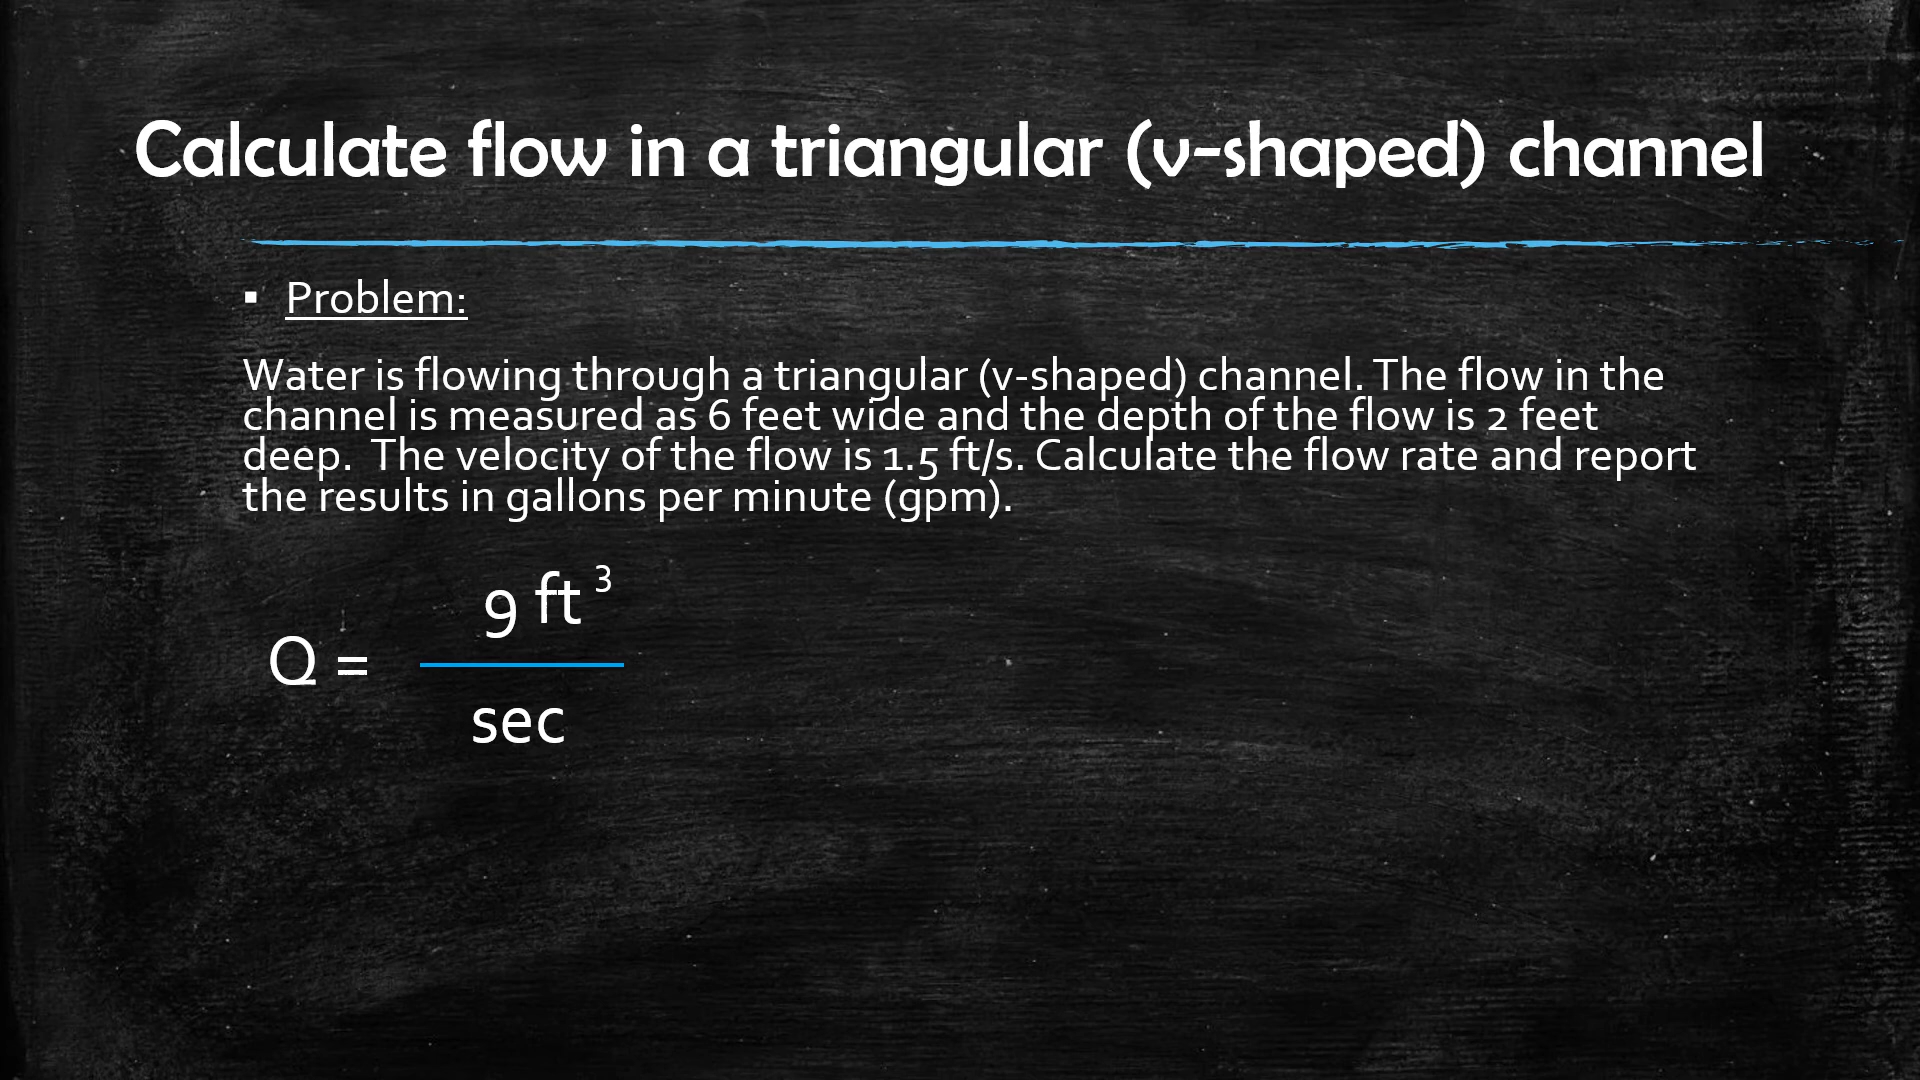 Calculate flow in a triangular (v-shaped) channel
▪ Problem:
Water is flowing through a triangular (v-shaped) channel. The flow in the
channel is measured as 6 feet wide and the depth of the flow is 2 feet
deep.  The velocity of the flow is 1.5 ft/s. Calculate the flow rate and report
the results in gallons per minute (gpm).
9 ft ³
Q =
sec